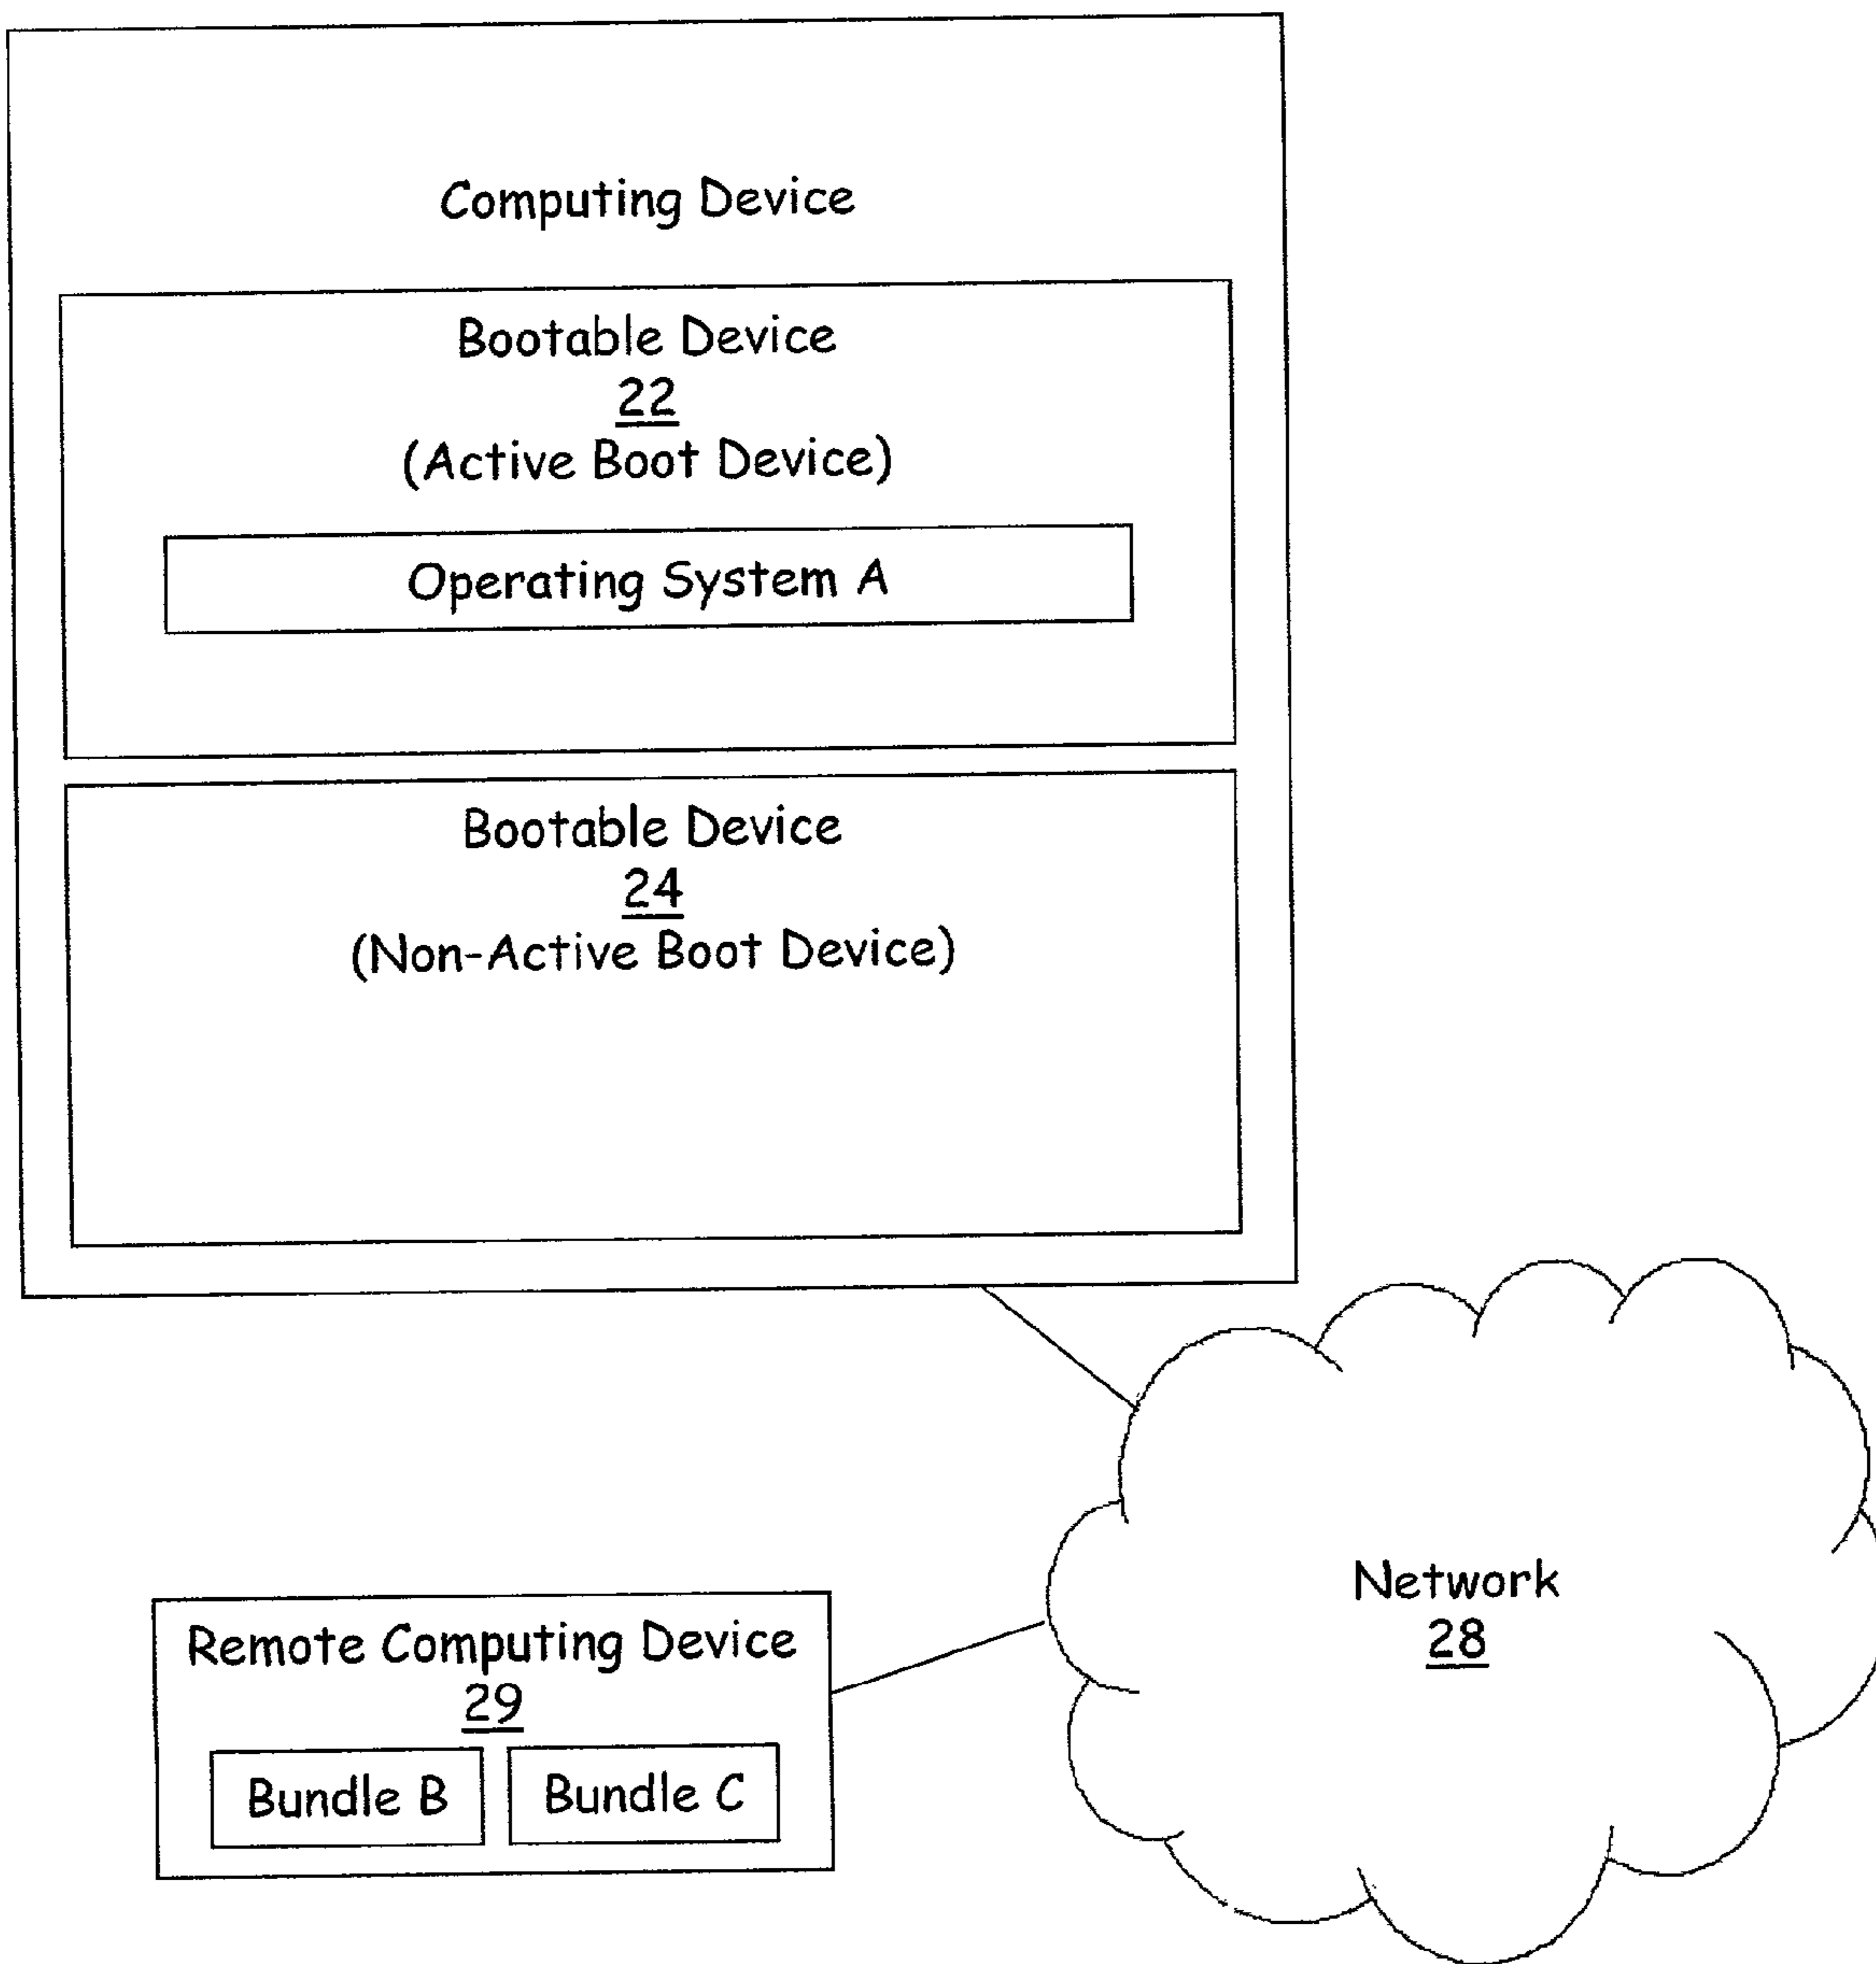 Computing Device
Bootable Device
22
(Active Boot Device)
Operating System A
Bootable Device
24
(Non-Active Boot Device)
Network
28
Remote Computing Device
29
Bundle B
Bundle C